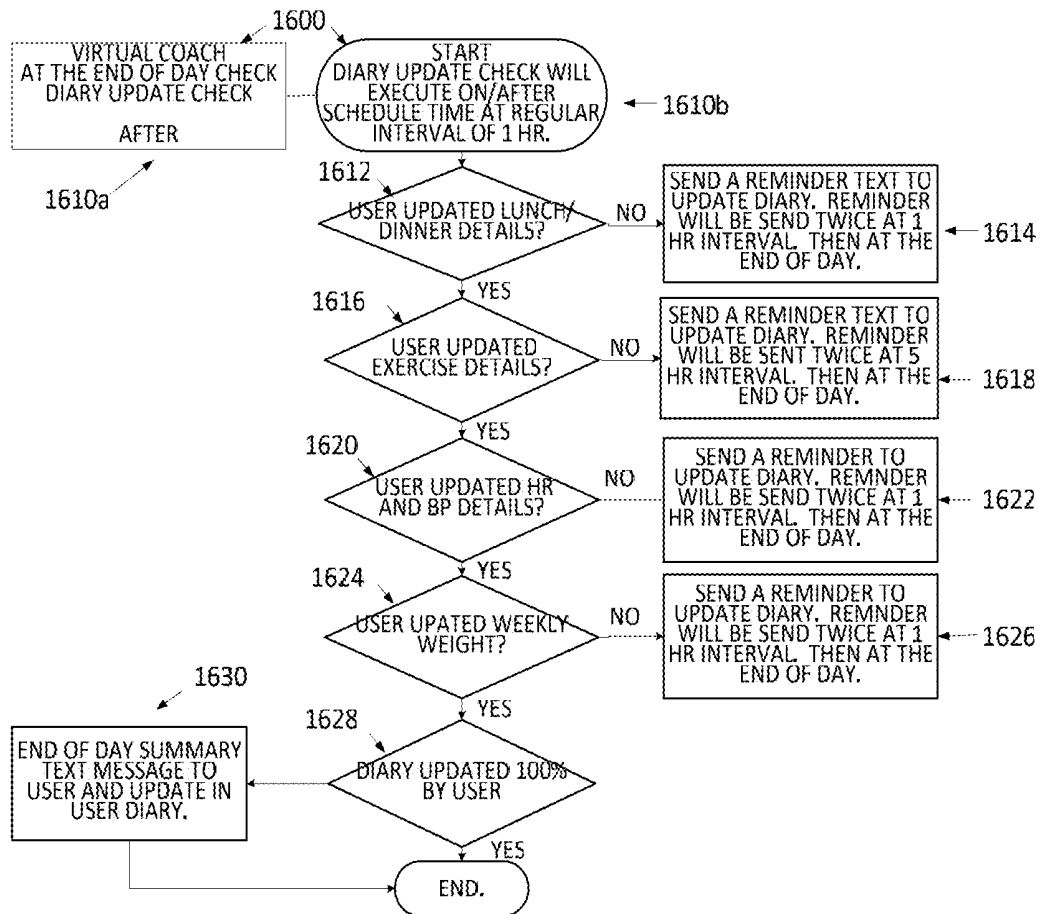 1600
VIRTUAL COACH
AT THE END OF DAY CHECK
DIARY UPDATE CHECK
AFTER
1610a
START
DIARY UPDATE CHECK WILL
EXECUTE ON/AFTER
SCHEDULE TIME AT REGULAR
INTERVAL OF 1 HR.
1610b
1612
USER UPDATED LUNCH/
DINNER DETAILS?
NO
SEND A REMINDER TEXT TO
UPDATE DIARY. REMINDER
WILL BE SEND TWICE AT 1
HR INTERVAL. THEN AT THE
END OF DAY.
1614
YES
1616
USER UPDATED
EXERCISE DETAILS?
NO
SEND A REMINDER TEXT TO
UPDATE DIARY. REMINDER
WILL BE SENT TWICE AT 5
HR INTERVAL. THEN AT THE
END OF DAY.
1618
YES
1620
USER UPDATED HR
AND BP DETAILS?
NO
SEND A REMINDER TO
UPDATE DIARY. REMNDER
WILL BE SEND TWICE AT 1
HR INTERVAL. THEN AT THE
END OF DAY.
1622
YES
1624
USER UPATED WEEKLY
WEIGHT?
NO
SEND A REMINDER TO
UPDATE DIARY. REMNDER
WILL BE SEND TWICE AT 1
HR INTERVAL. THEN AT THE
END OF DAY.
1626
YES
1628
DIARY UPDATED 100%
BY USER
1630
END OF DAY SUMMARY
TEXT MESSAGE TO
USER AND UPDATE IN
USER DIARY.
YES
END.